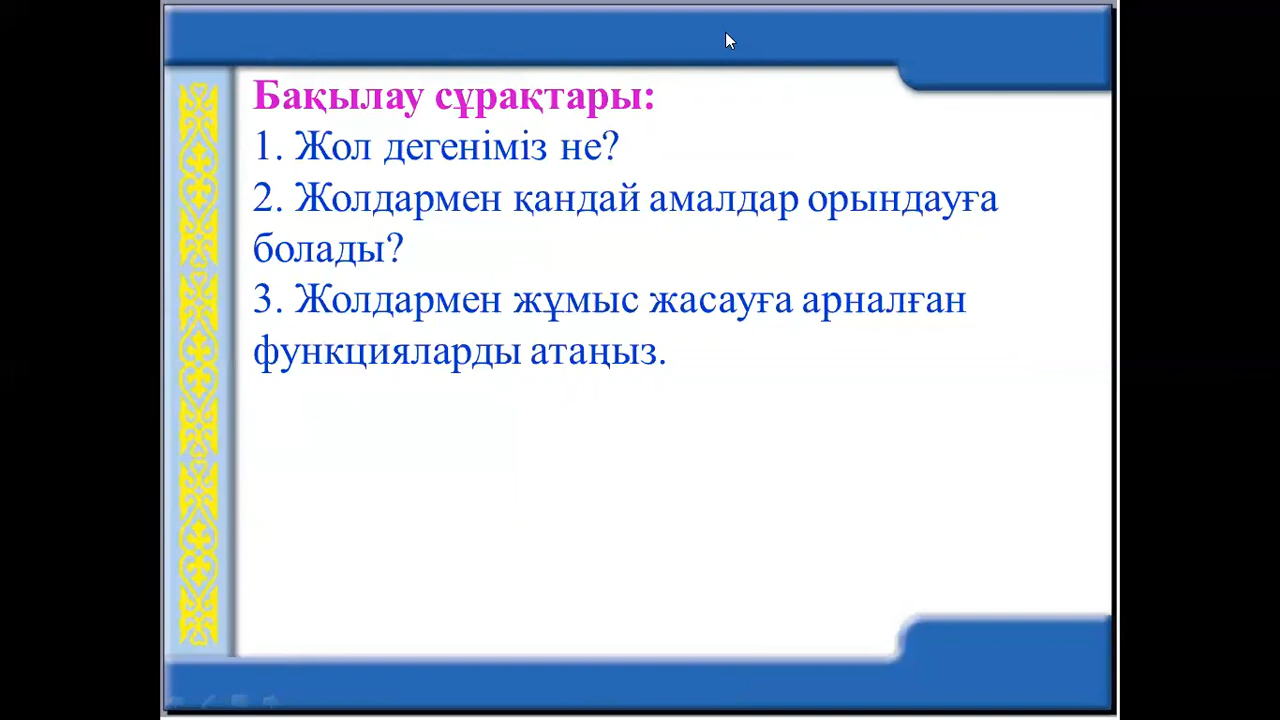 Бақылау сұрақтары:
1. Жол дегеніміз не?
2. Жолдармен қандай амалдар орындауға
болады?
3. Жолдармен жұмыс жасауға арналған
функцияларды атаңыз.